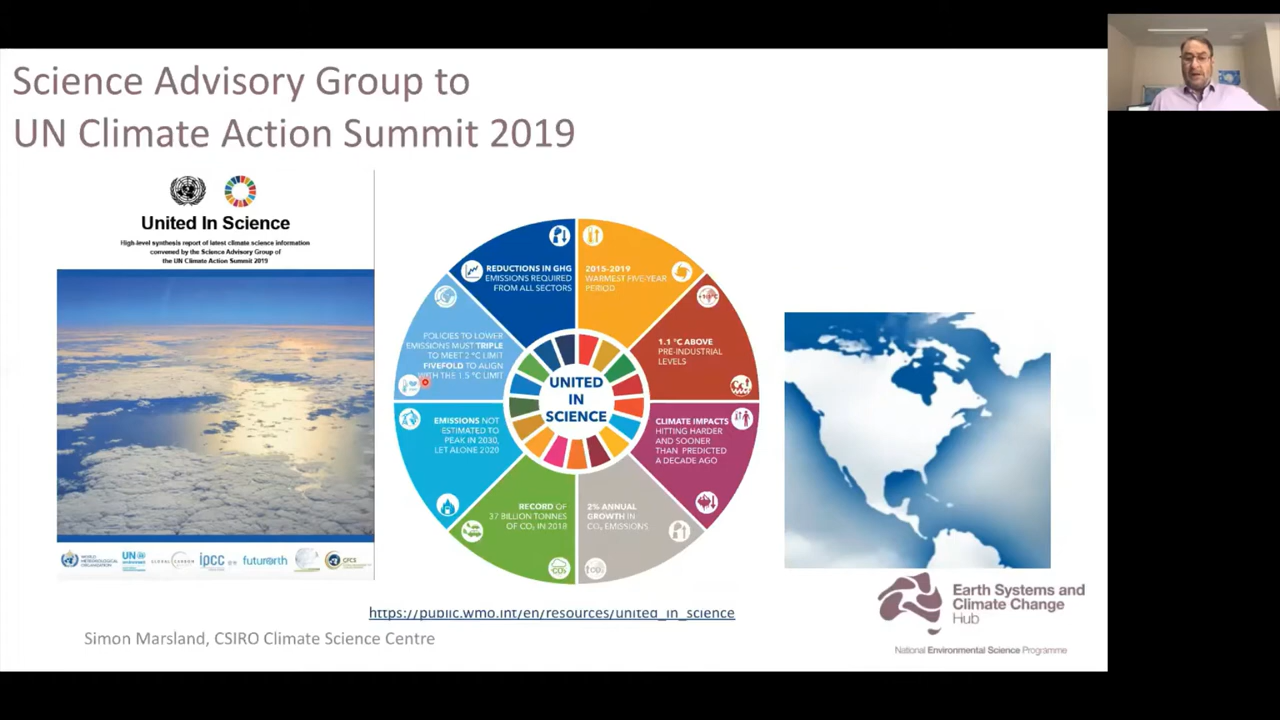 Science Advisory Group to
UN Climate Action Summit 2019
United In Science
High-level synthesis report of latest climate science information
convened by the Science Advisory Group of
the UN Climate Action Summit 2019
WORLD
METEOROLOGICAL
ORGANIZATION
UN
GLOBAL CARBON
ipcc
futurearth
GFCS
REDUCTIONS IN GHG
EMISSIONS REQUIRED
FROM ALL SECTORS
2015-2019
WARMEST FIVE-YEAR
PERIOD
1.1 °C ABOVE
PRE-INDUSTRIAL
LEVELS
CLIMATE IMPACTS
HITTING HARDER
AND SOONER
THAN PREDICTED
A DECADE AGO
2% ANNUAL
GROWTH IN
CO₂ EMISSIONS
RECORD OF
37 BILLION TONNES
OF CO₂ IN 2018
EMISSIONS NOT
ESTIMATED TO
PEAK IN 2030,
LET ALONE 2020
POLICIES TO LOWER
EMISSIONS MUST TRIPLE
TO MEET 2 °C LIMIT
FIVEFOLD TO ALIGN
WITH THE 1.5 °C LIMIT
UNITED
IN
SCIENCE
https://public.wmo.int/en/resources/united_in_science
Simon Marsland, CSIRO Climate Science Centre
Earth Systems and
Climate Change
Hub
National Environmental Science Programme